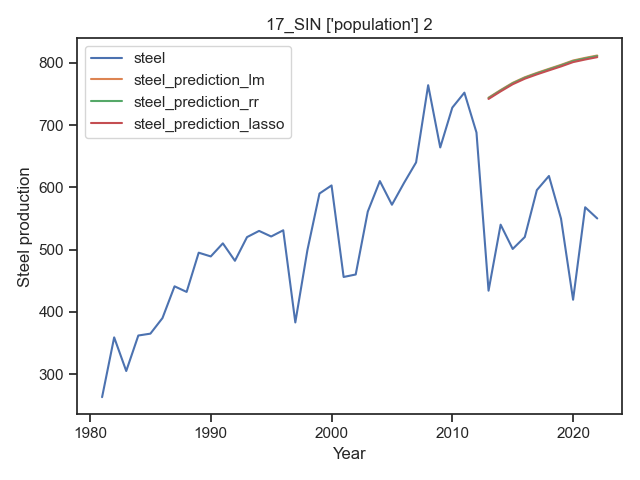 17_SIN ['population'] 2
steel
steel_prediction_lm
steel_prediction_rr
steel_prediction_lasso
800
700
600
500
400
300
Steel production
1980
1990
2000
2010
2020
Year